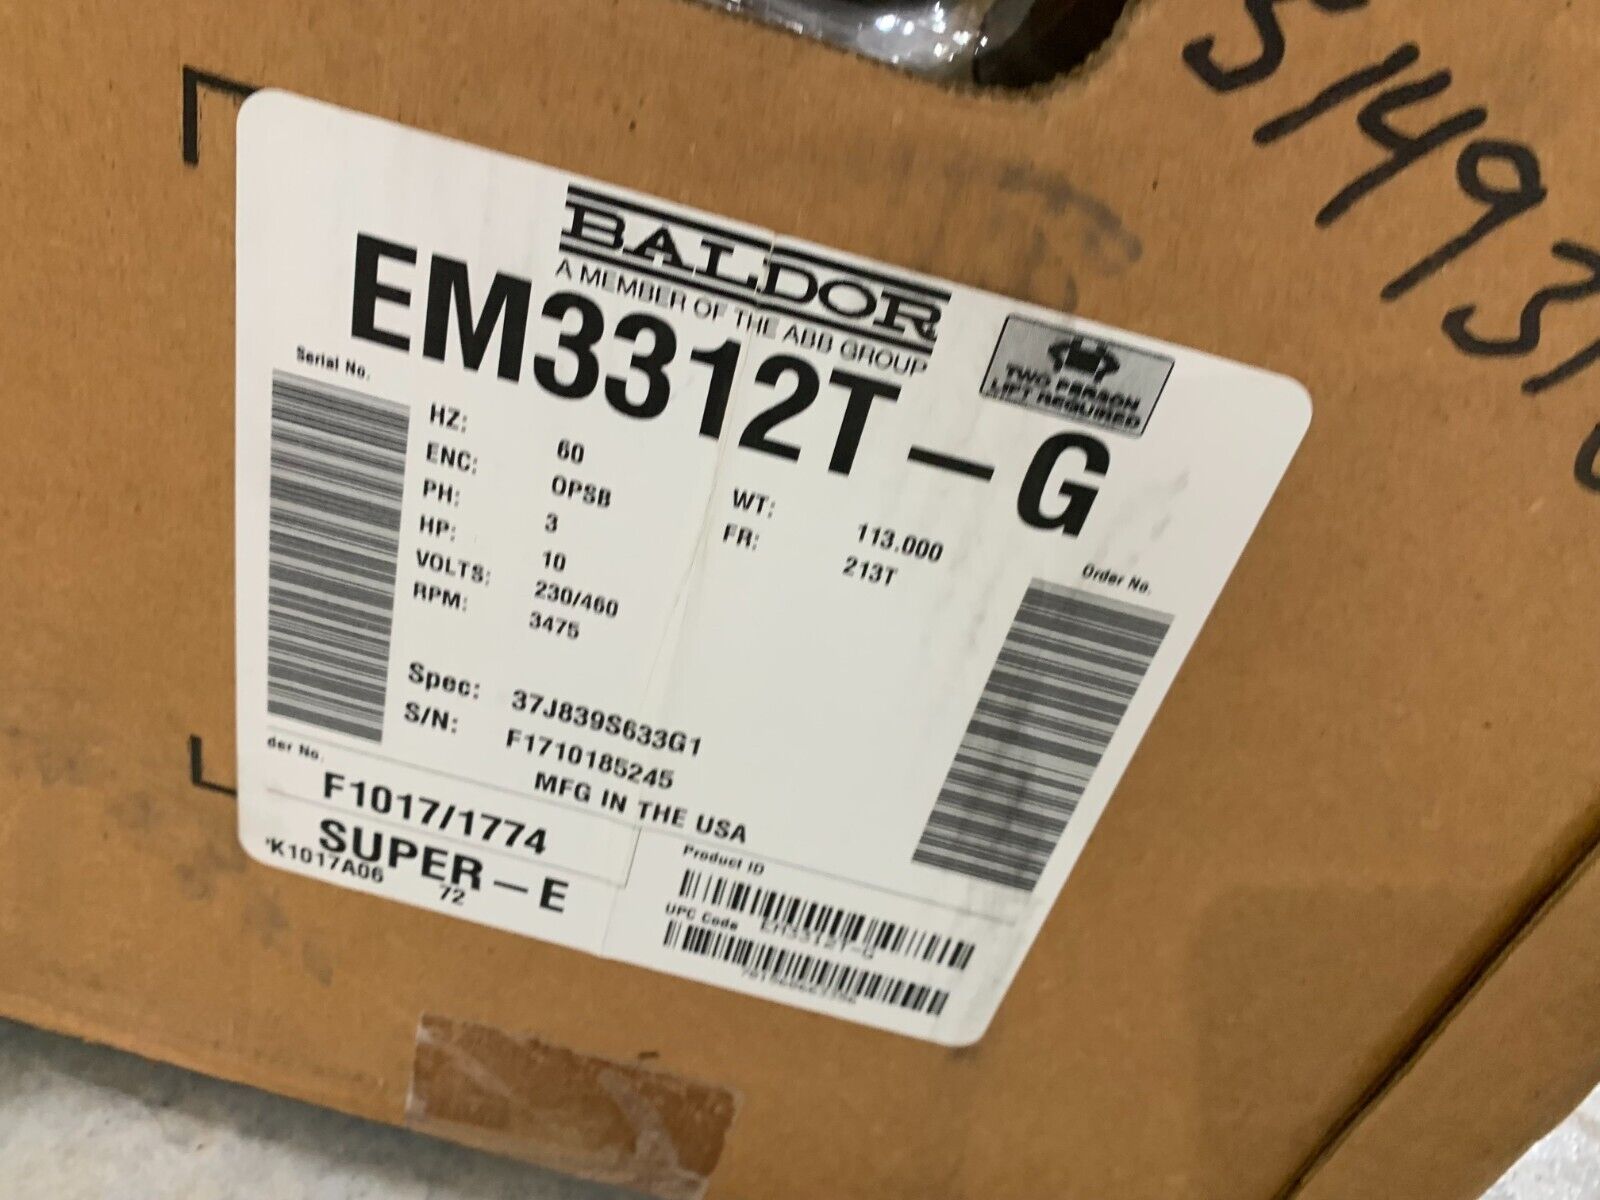 BALDOR
A MEMBER OF THE ABB GROUP
EM3312T-G
TWO PERSON
LIFT REQUIRED
Serial No.
HZ: 60
ENC: OPSB
PH: 3
HP: 10
VOLTS: 230/460
RPM: 3475
WT: 113.000
FR: 213T
Order No.
Spec: 37J839S633G1
S/N: F1710185245
MFG IN THE USA
der No.
F1017/1774
SUPER-E
K1017A06 72
Product ID
EM3312T-G
UPC Code